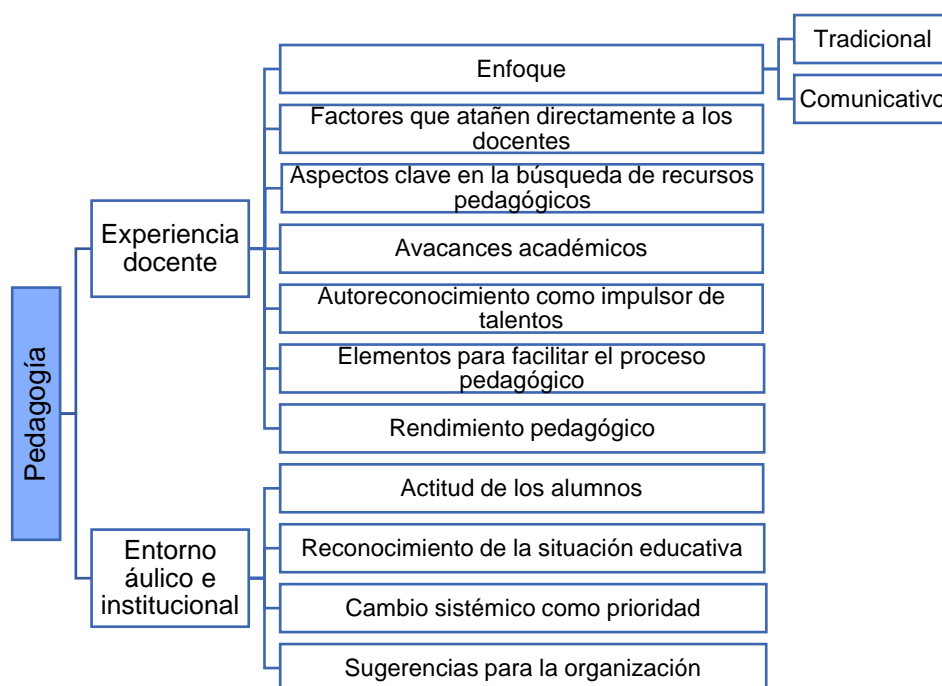 Pedagogía
Experiencia
docente
Enfoque
Tradicional
Comunicativo
Factores que atañen directamente a los
docentes
Aspectos clave en la búsqueda de recursos
pedagógicos
Avacances académicos
Autoreconocimiento como impulsor de
talentos
Elementos para facilitar el proceso
pedagógico
Rendimiento pedagógico
Entorno
áulico e
institucional
Actitud de los alumnos
Reconocimiento de la situación educativa
Cambio sistémico como prioridad
Sugerencias para la organización